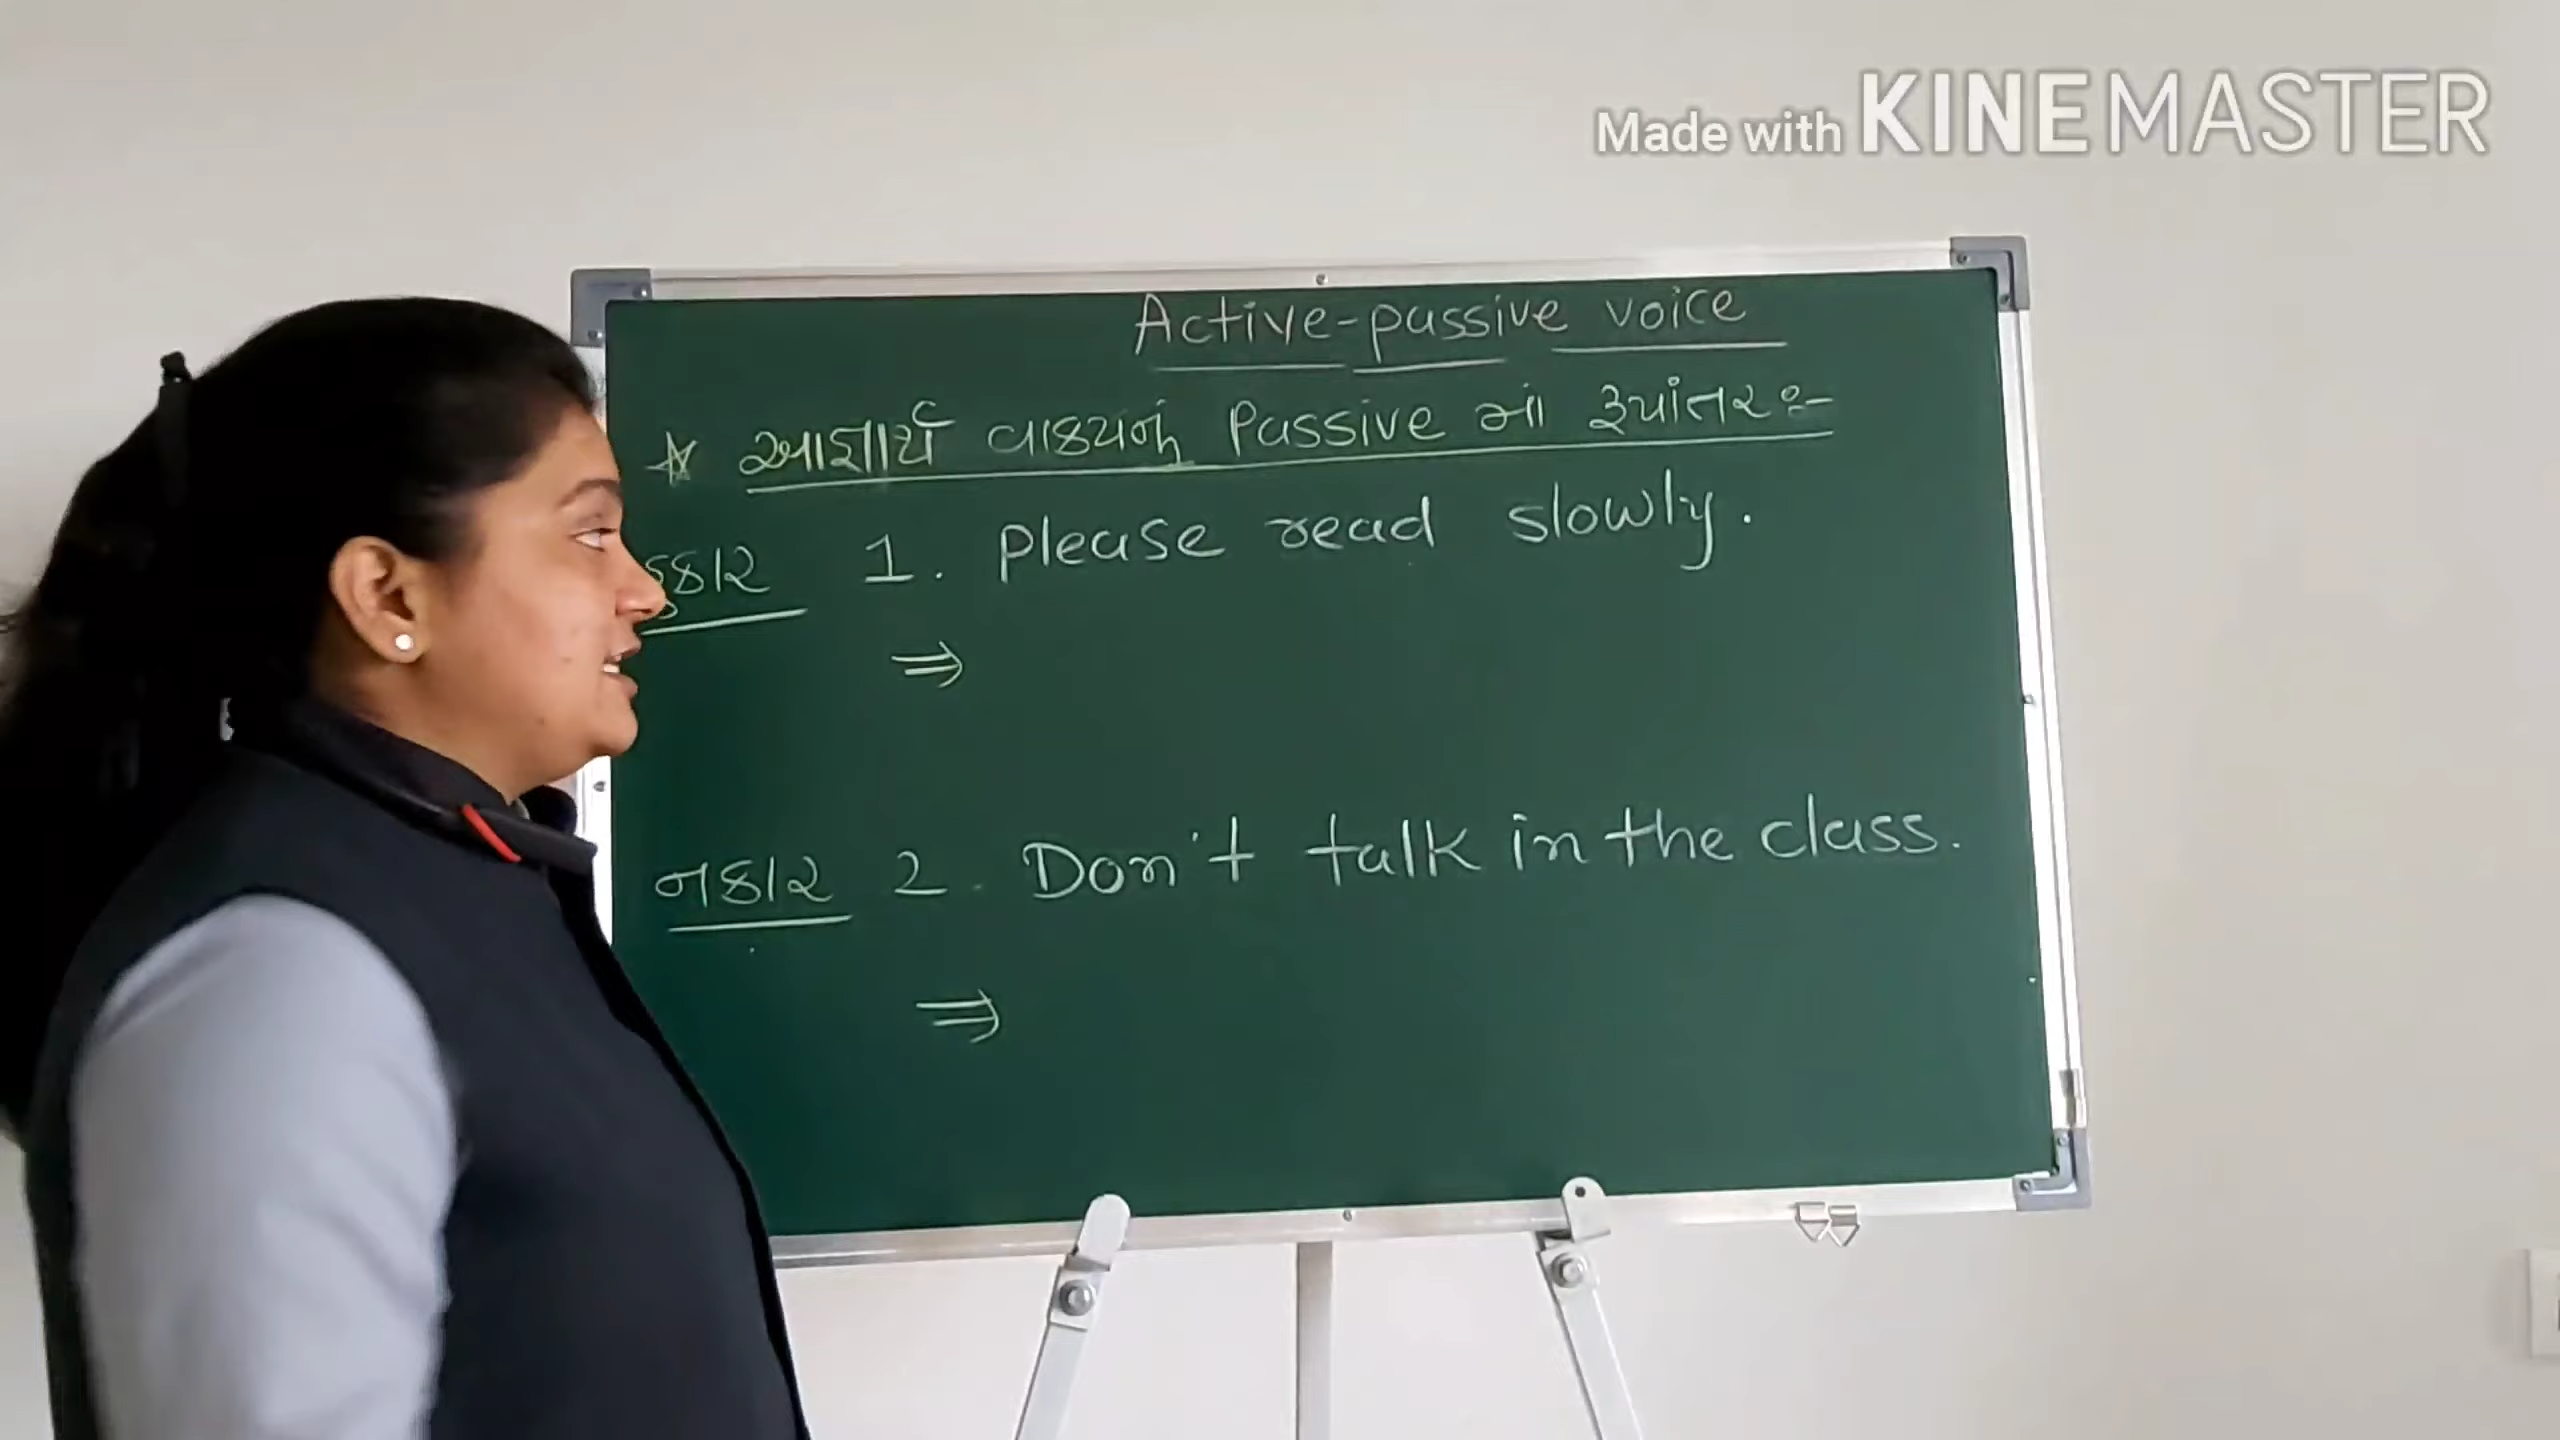 Made with KINEMASTER
Active-passive voice
☆ આજ્ઞાર્થ વાક્યનું Passive માં રૂપાંતર :-
હુકાર 1. please read slowly.
⇒
નકાર 2. Don't talk in the class.
⇒